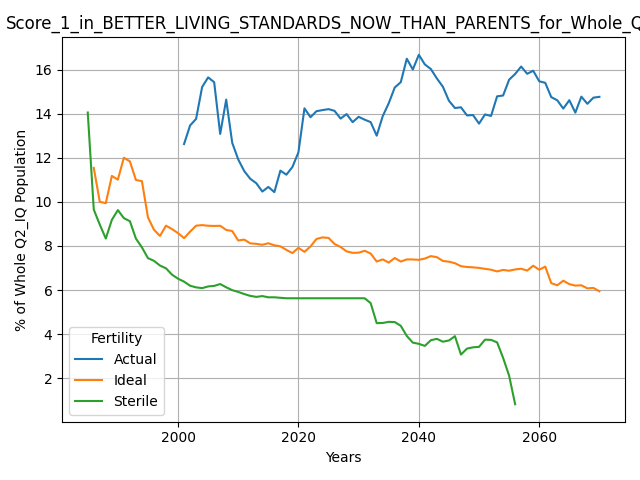 Score_1_in_BETTER_LIVING_STANDARDS_NOW_THAN_PARENTS_for_Whole_Q
16
14
12
10
8
6
4
2
% of Whole Q2_IQ Population
Fertility
Actual
Ideal
Sterile
2000 2020 2040 2060
Years